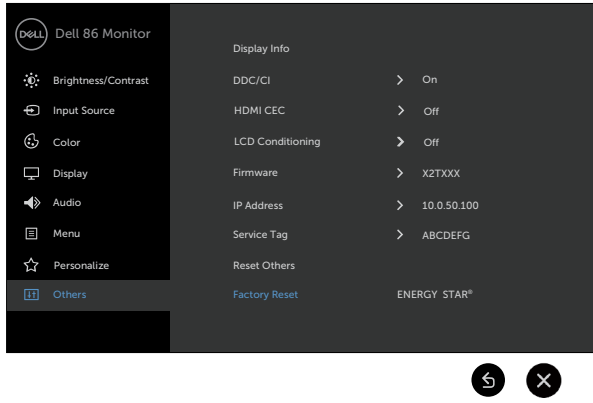 DELL Dell 86 Monitor
Display Info
Brightness/Contrast DDC/CI On
Input Source HDMI CEC Off
Color LCD Conditioning Off
Display Firmware X2TXXX
Audio IP Address 10.0.50.100
Menu Service Tag ABCDEFG
Personalize Reset Others
Others Factory Reset ENERGY STAR®